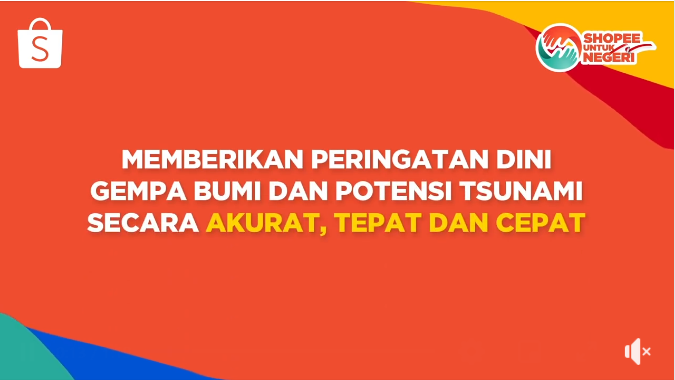 S
SHOPEE
UNTUK
NEGERI
MEMBERIKAN PERINGATAN DINI
GEMPA BUMI DAN POTENSI TSUNAMI
SECARA AKURAT, TEPAT DAN CEPAT